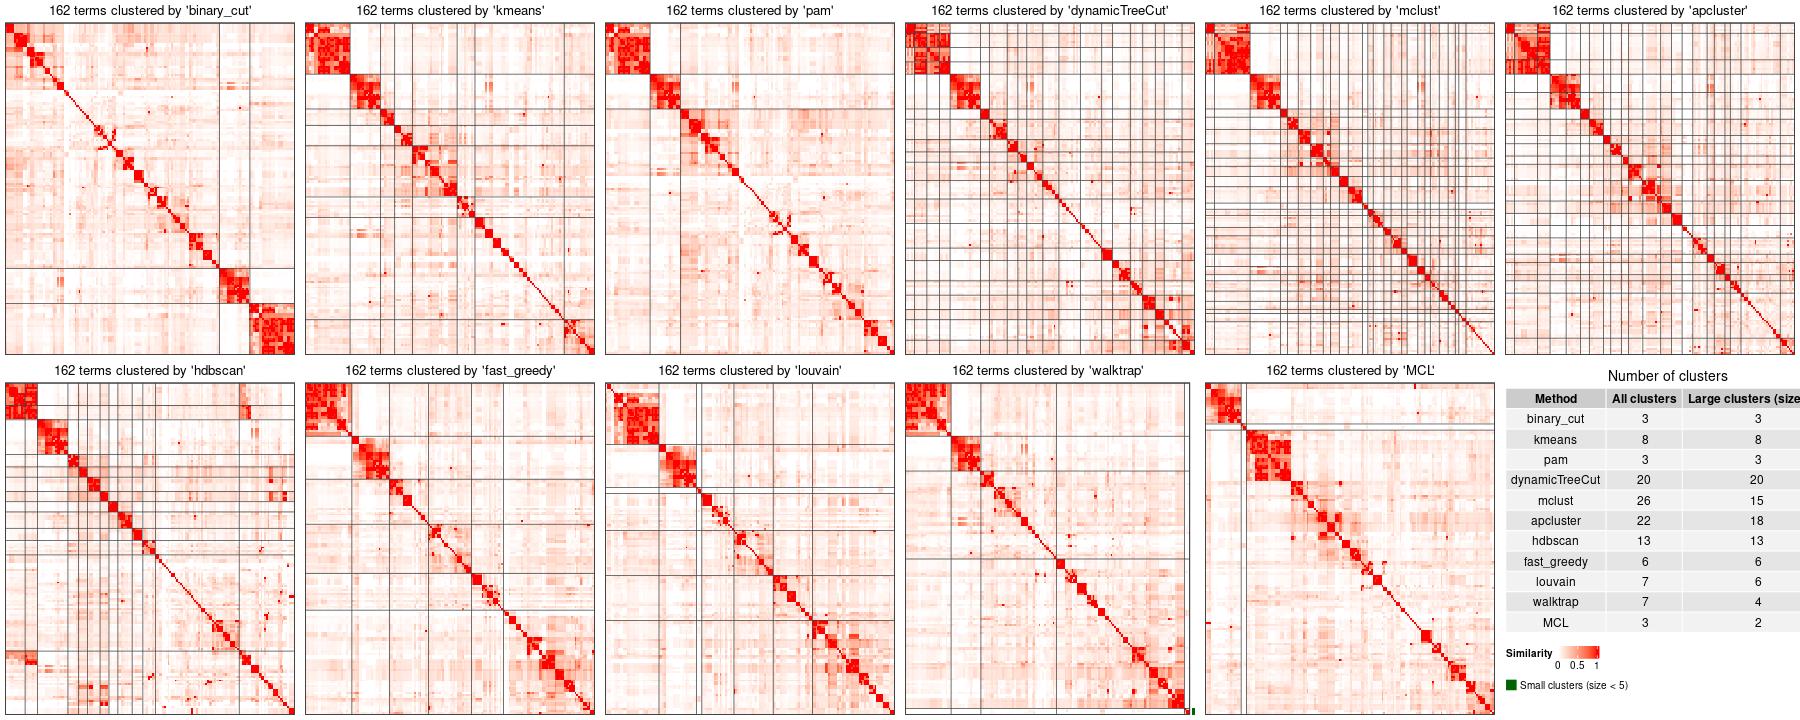 162 terms clustered by 'binary_cut'
162 terms clustered by 'kmeans'
162 terms clustered by 'pam'
162 terms clustered by 'dynamicTreeCut'
162 terms clustered by 'mclust'
162 terms clustered by 'apcluster'
162 terms clustered by 'hdbscan'
162 terms clustered by 'fast_greedy'
162 terms clustered by 'louvain'
162 terms clustered by 'walktrap'
162 terms clustered by 'MCL'
Number of clusters
Method All clusters Large clusters (size
binary_cut 3 3
kmeans 8 8
pam 3 3
dynamicTreeCut 20 20
mclust 26 15
apcluster 22 18
hdbscan 13 13
fast_greedy 6 6
louvain 7 6
walktrap 7 4
MCL 3 2
Similarity
0 0.5 1
Small clusters (size < 5)